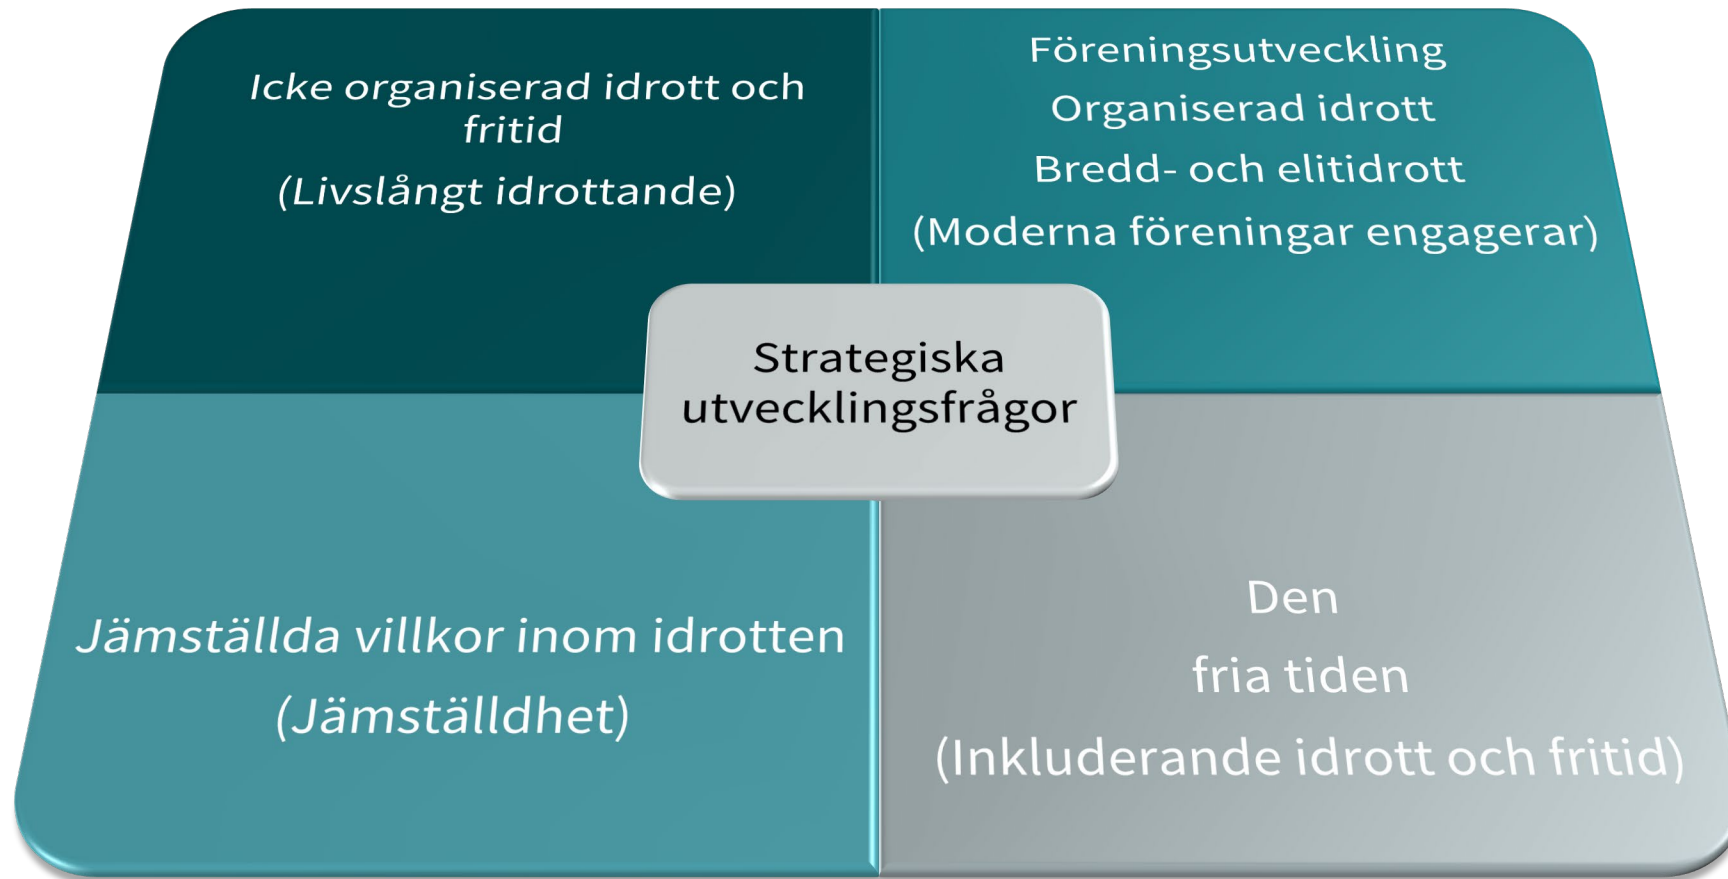 Icke organiserad idrott och
fritid
(Livslångt idrottande)
Föreningsutveckling
Organiserad idrott
Bredd- och elitidrott
(Moderna föreningar engagerar)
Strategiska
utvecklingsfrågor
Jämställda villkor inom idrotten
(Jämställdhet)
Den
fria tiden
(Inkluderande idrott och fritid)